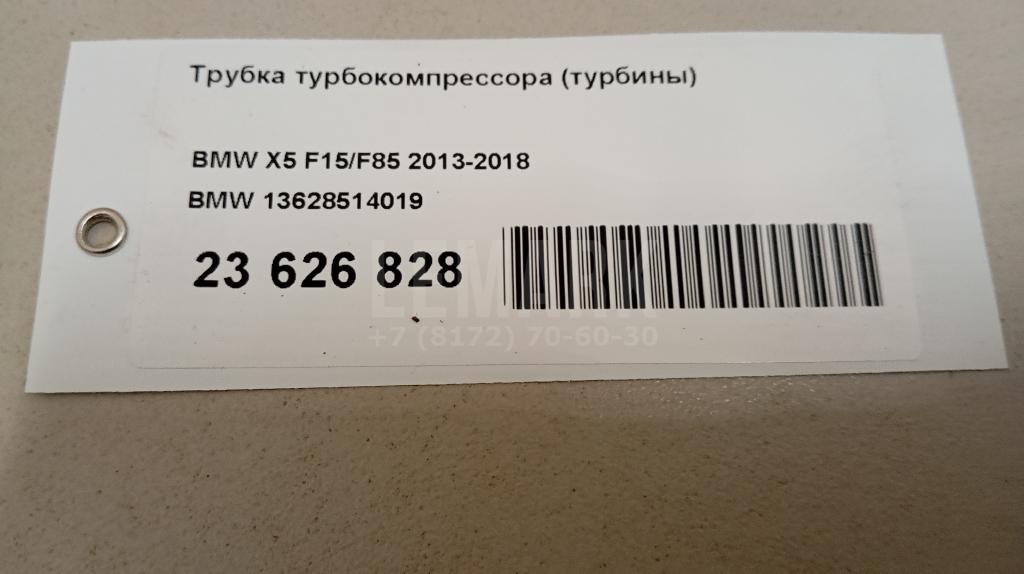 Трубка турбокомпрессора (турбины)
BMW X5 F15/F85 2013-2018
BMW 13628514019
23 626 828
LEMARK
+7 (8172) 70-60-30